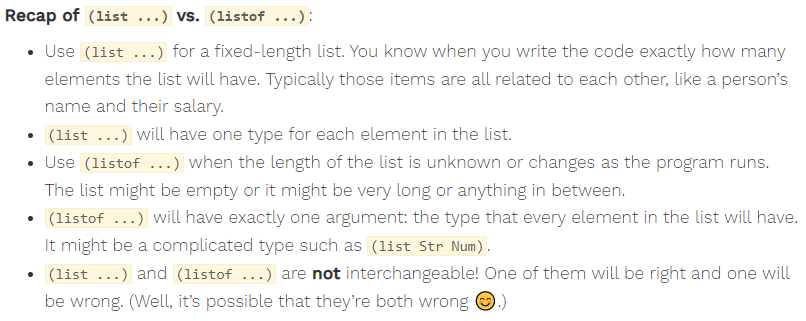 Recap of (list ...) vs. (listof ...):
• Use (list ...) for a fixed-length list. You know when you write the code exactly how many
elements the list will have. Typically those items are all related to each other, like a person's
name and their salary.
• (list ...) will have one type for each element in the list.
• Use (listof ...) when the length of the list is unknown or changes as the program runs.
The list might be empty or it might be very long or anything in between.
• (listof ...) will have exactly one argument: the type that every element in the list will have.
It might be a complicated type such as (list Str Num).
• (list ...) and (listof ...) are not interchangeable! One of them will be right and one will
be wrong. (Well, it's possible that they're both wrong 😊.)